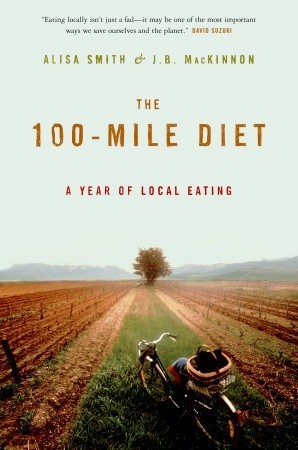 "Eating locally isn't just a fad—it may be one of the most important
ways we save ourselves and the planet." DAVID SUZUKI
ALISA SMITH & J.B. MACKINNON
THE
100-MILE DIET
A YEAR OF LOCAL EATING